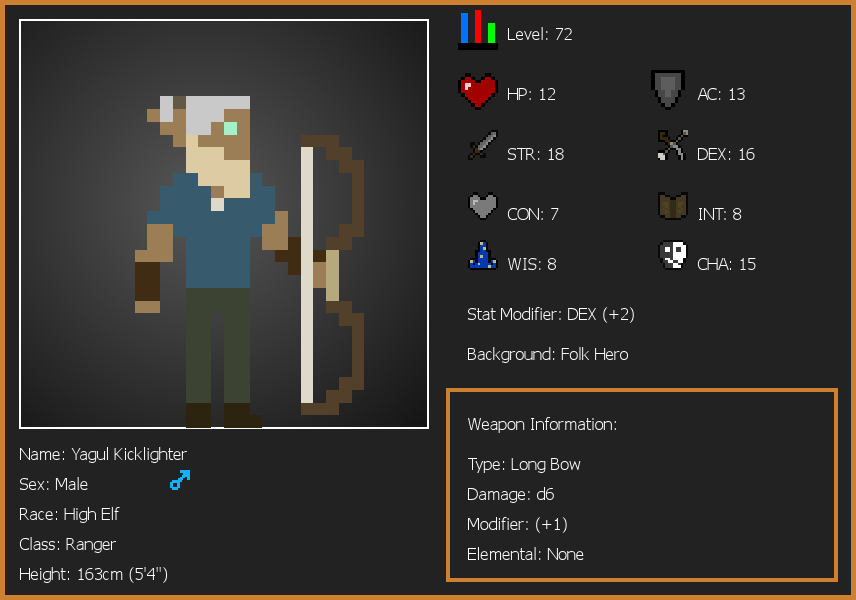 Level: 72
HP: 12
AC: 13
STR: 18
DEX: 16
CON: 7
INT: 8
WIS: 8
CHA: 15
Stat Modifier: DEX (+2)
Background: Folk Hero
Weapon Information:
Type: Long Bow
Damage: d6
Modifier: (+1)
Elemental: None
Name: Yagul Kicklighter
Sex: Male
Race: High Elf
Class: Ranger
Height: 163cm (5'4")